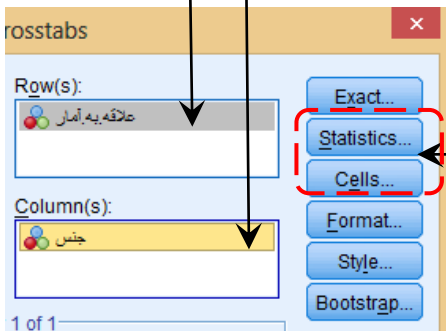 rosstabs
Row(s):
علاقه.به.آمار
Column(s):
جنس
1 of 1
Exact...
Statistics...
Cells...
Format...
Style...
Bootstrap...